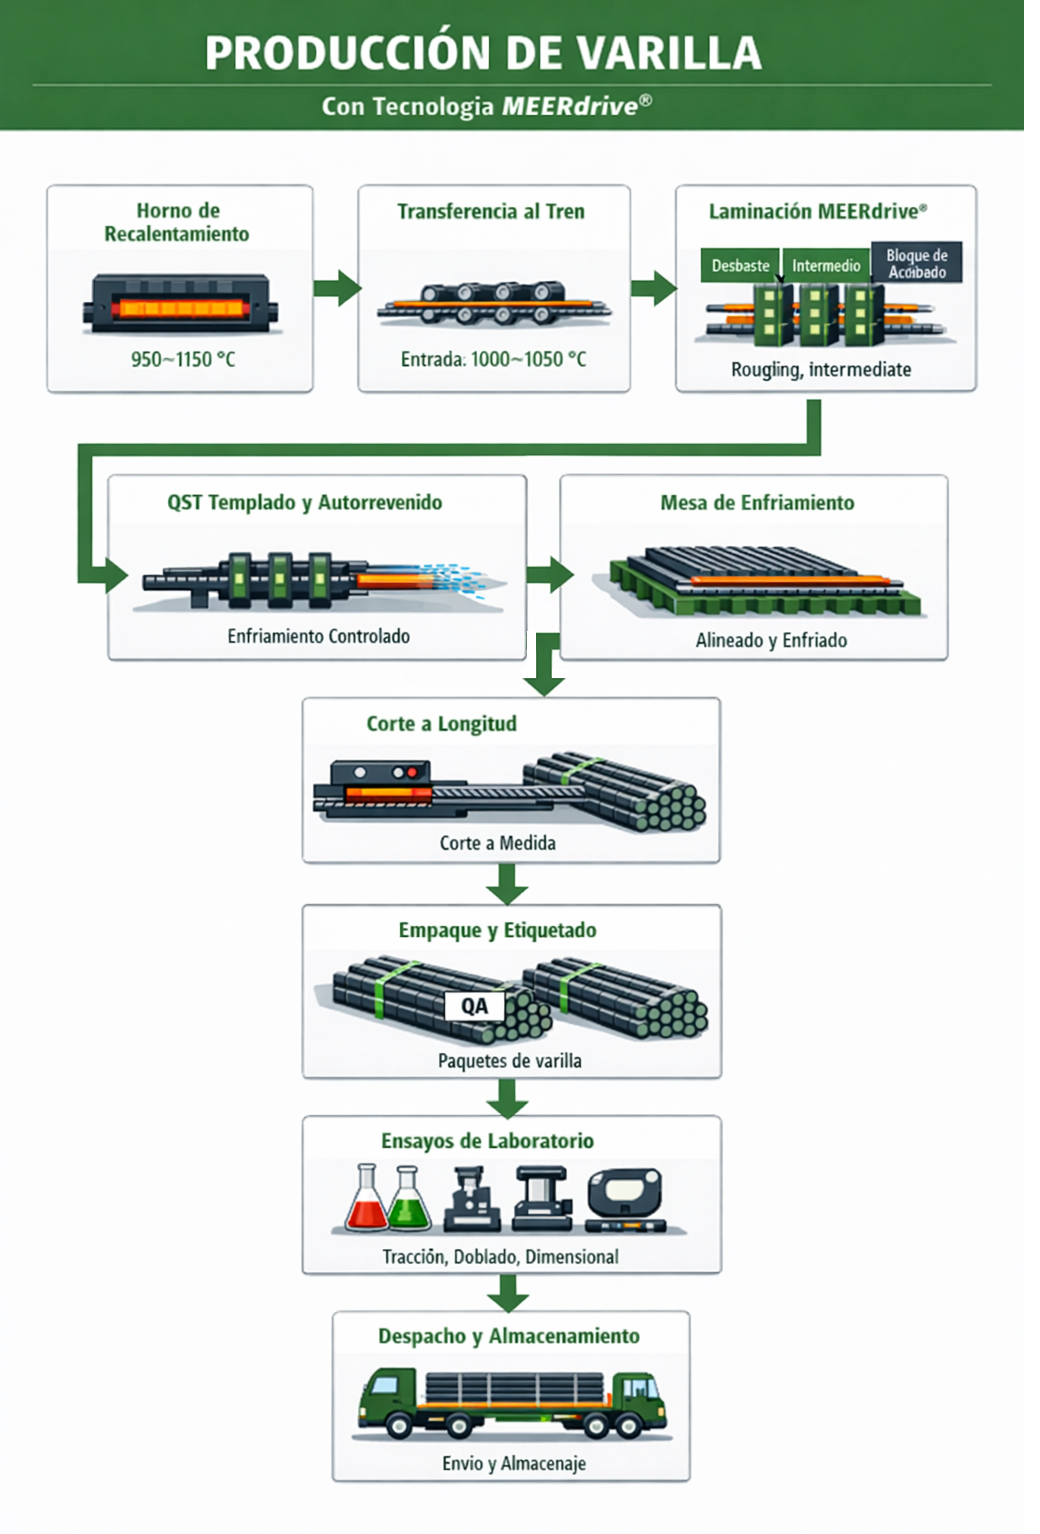 PRODUCCIÓN DE VARILLA
Con Tecnologia MEERdrive®
Horno de
Recalentamiento
950~1150 °C
Transferencia al Tren
Entrada: 1000~1050 °C
Laminación MEERdrive®
Desbaste
Intermedio
Bloque de
Acabado
Rougling, intermediate
QST Templado y Autorrevenido
Enfriamiento Controlado
Mesa de Enfriamiento
Alineado y Enfriado
Corte a Longitud
Corte a Medida
Empaque y Etiquetado
QA
Paquetes de varilla
Ensayos de Laboratorio
Tracción, Doblado, Dimensional
Despacho y Almacenamiento
Envio y Almacenaje